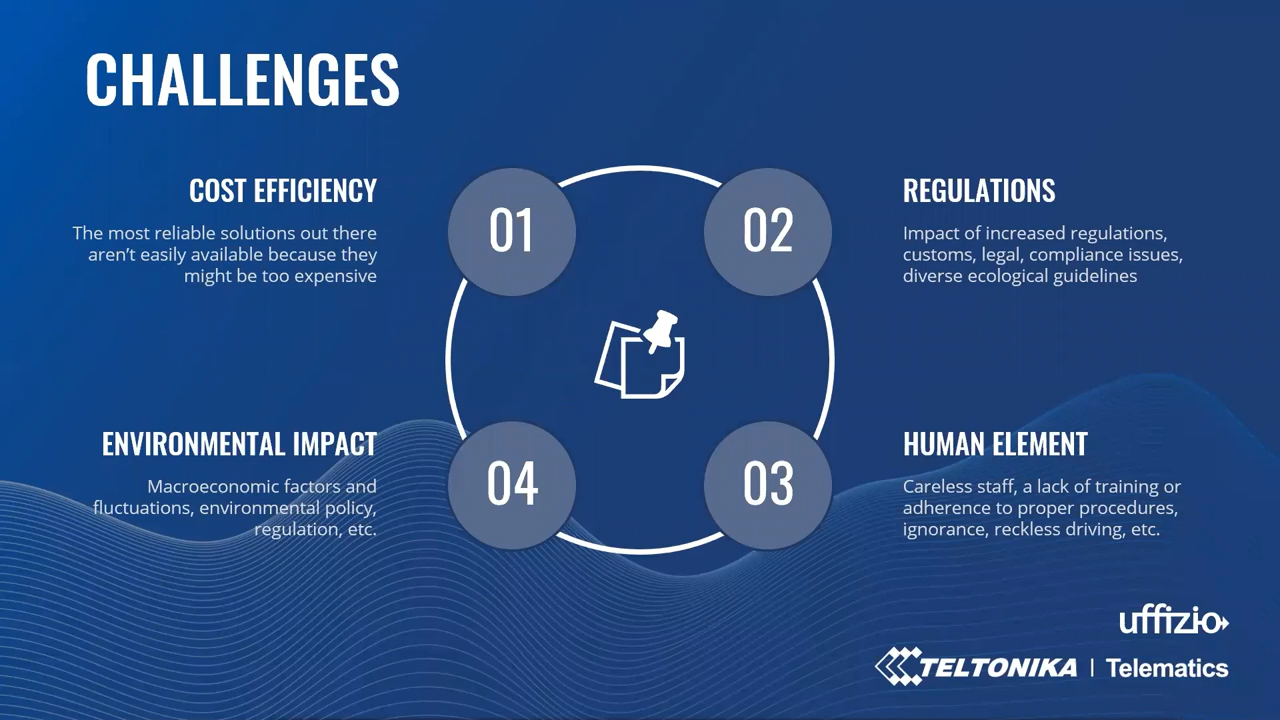 CHALLENGES
COST EFFICIENCY
The most reliable solutions out there
aren’t easily available because they
might be too expensive
01
02
REGULATIONS
Impact of increased regulations,
customs, legal, compliance issues,
diverse ecological guidelines
ENVIRONMENTAL IMPACT
Macroeconomic factors and
fluctuations, environmental policy,
regulation, etc.
04
03
HUMAN ELEMENT
Careless staff, a lack of training or
adherence to proper procedures,
ignorance, reckless driving, etc.
uffizio
TELTONIKA | Telematics